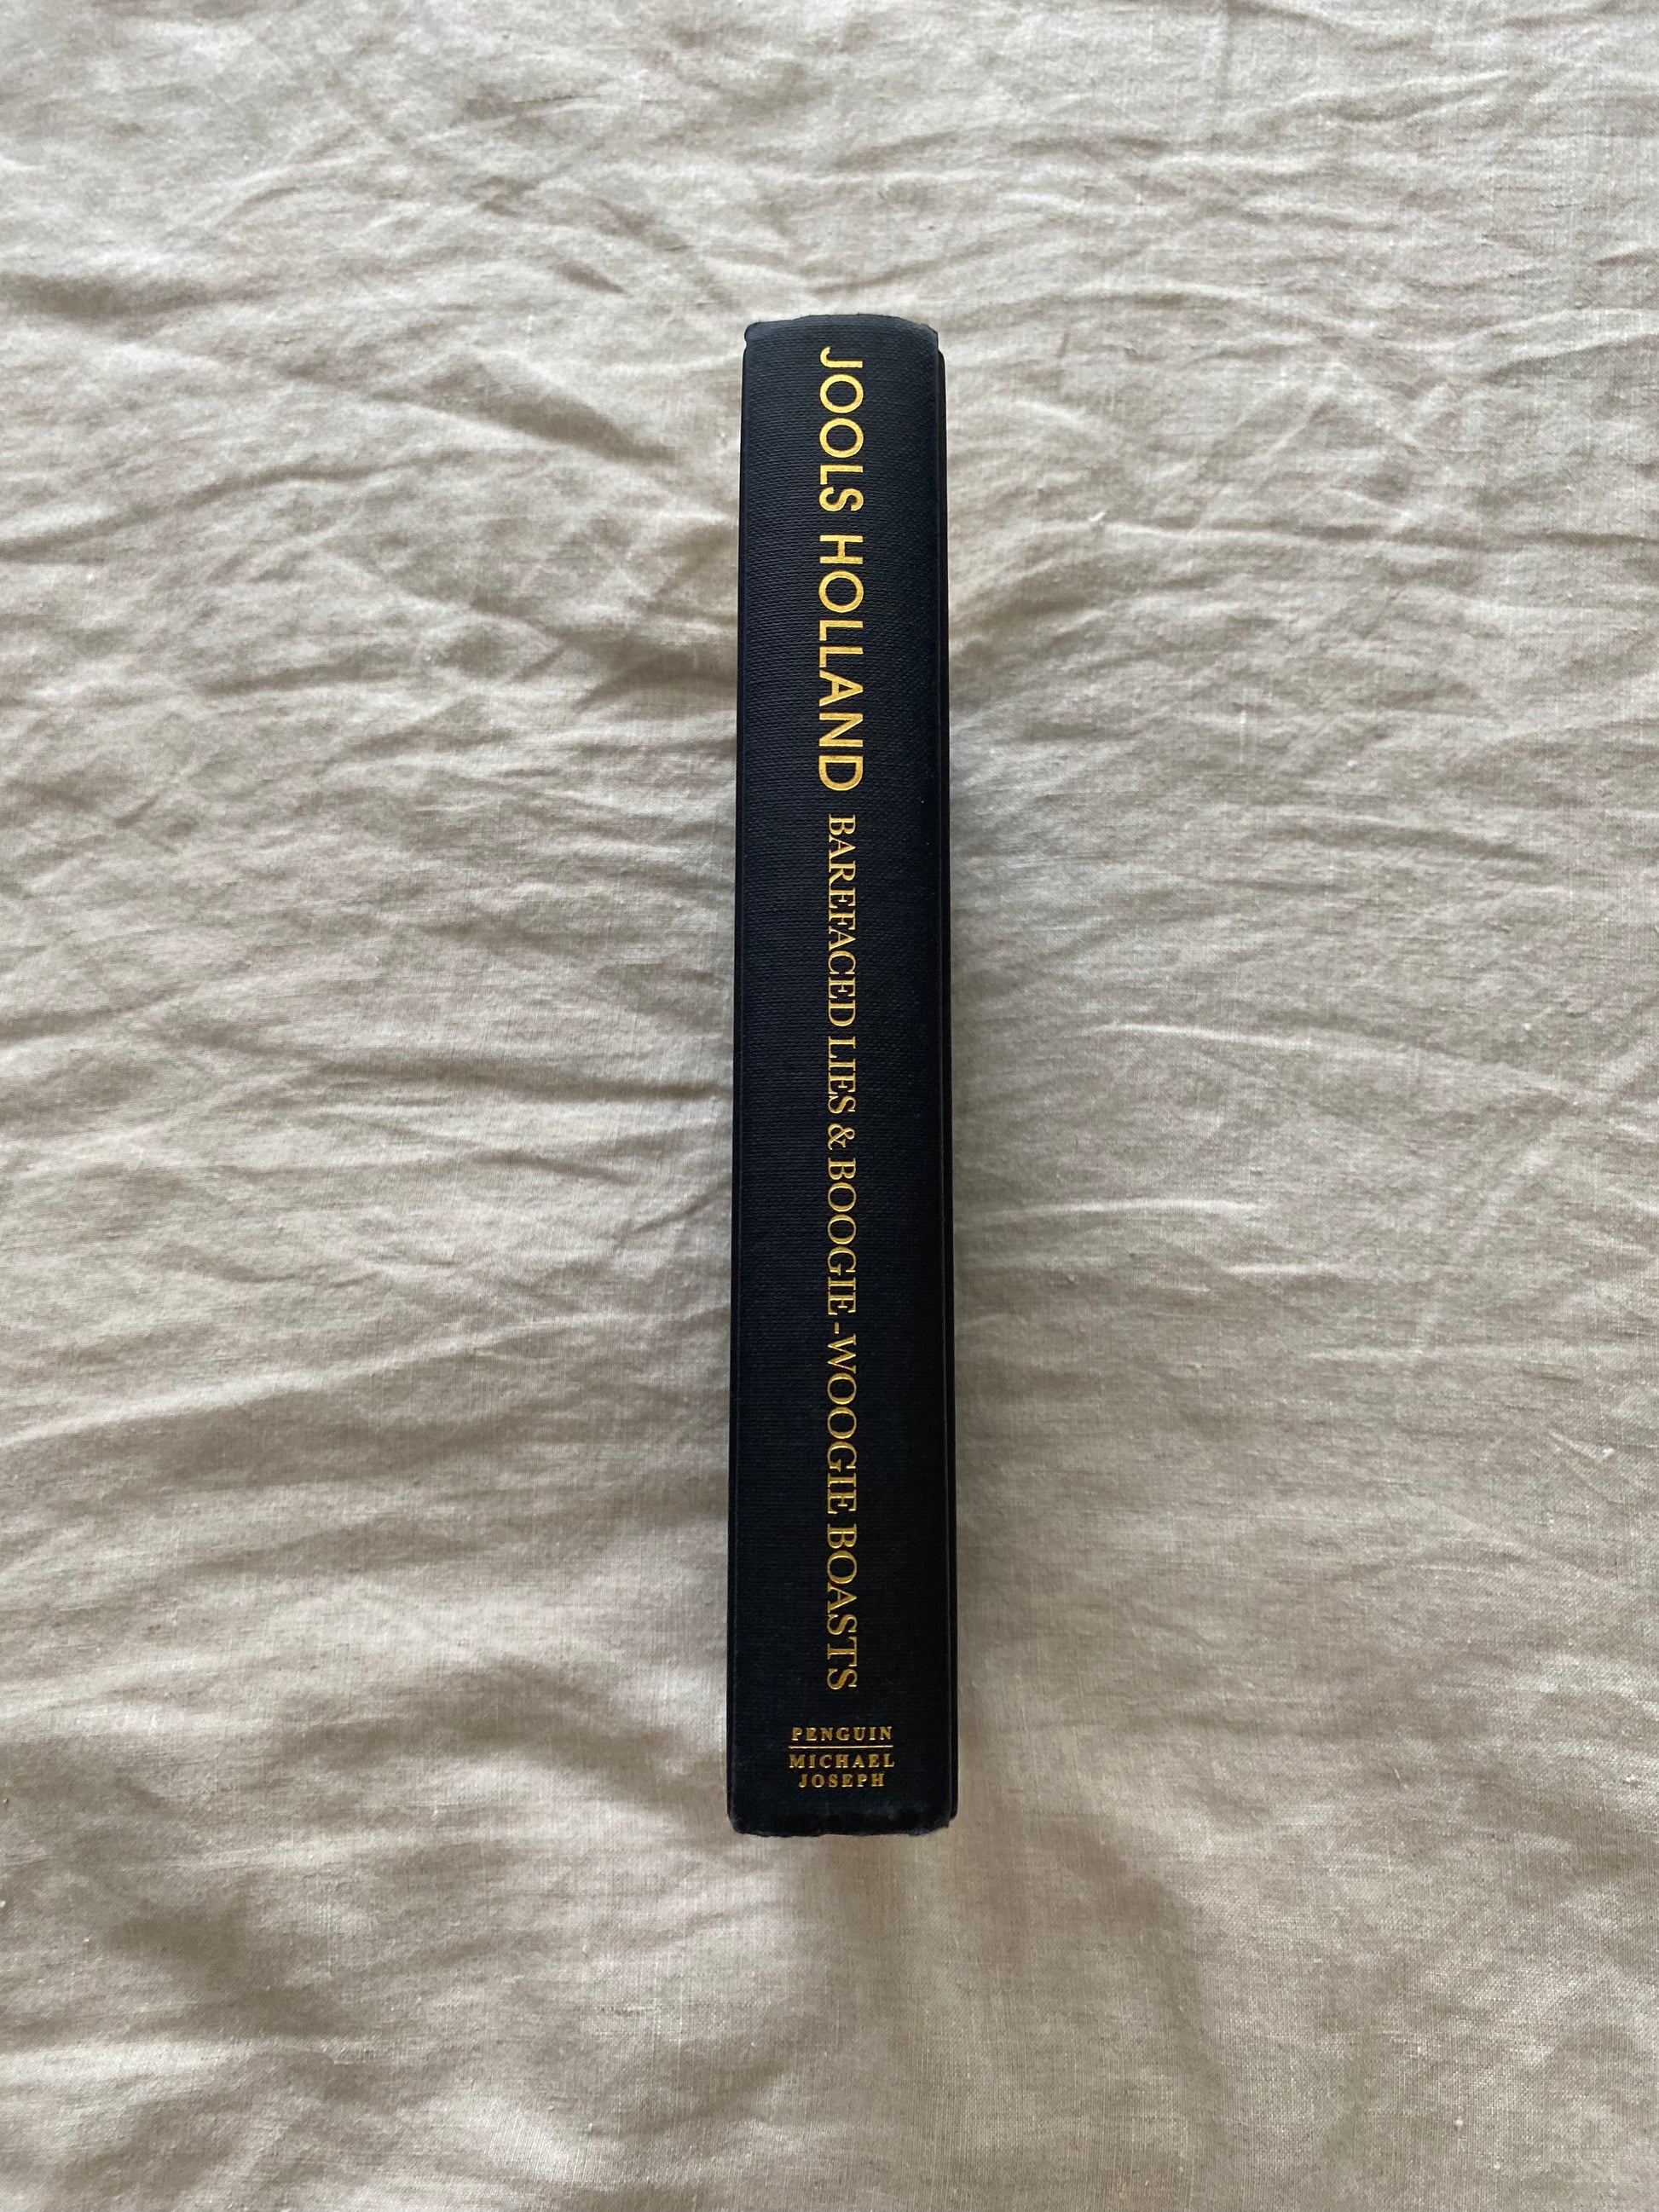 JOOLS HOLLAND BAREFACED LIES & BOOGIE-WOOGIE BOASTS
PENGUIN
MICHAEL
JOSEPH